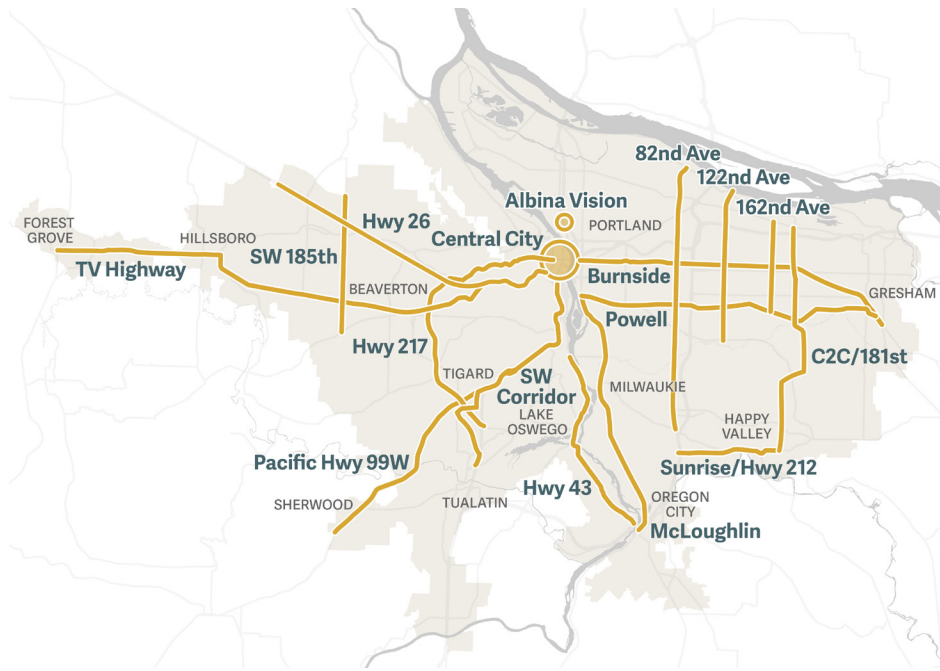 82nd Ave
122nd Ave
162nd Ave
Albina Vision
FOREST
GROVE
HILLSBORO
Hwy 26
PORTLAND
Central City
SW 185th
TV Highway
BEAVERTON
Burnside
GRESHAM
Powell
Hwy 217
C2C/181st
TIGARD
SW
Corridor
MILWAUKIE
LAKE
OSWEGO
HAPPY
VALLEY
Pacific Hwy 99W
Sunrise/Hwy 212
Hwy 43
SHERWOOD
TUALATIN
OREGON
CITY
McLoughlin